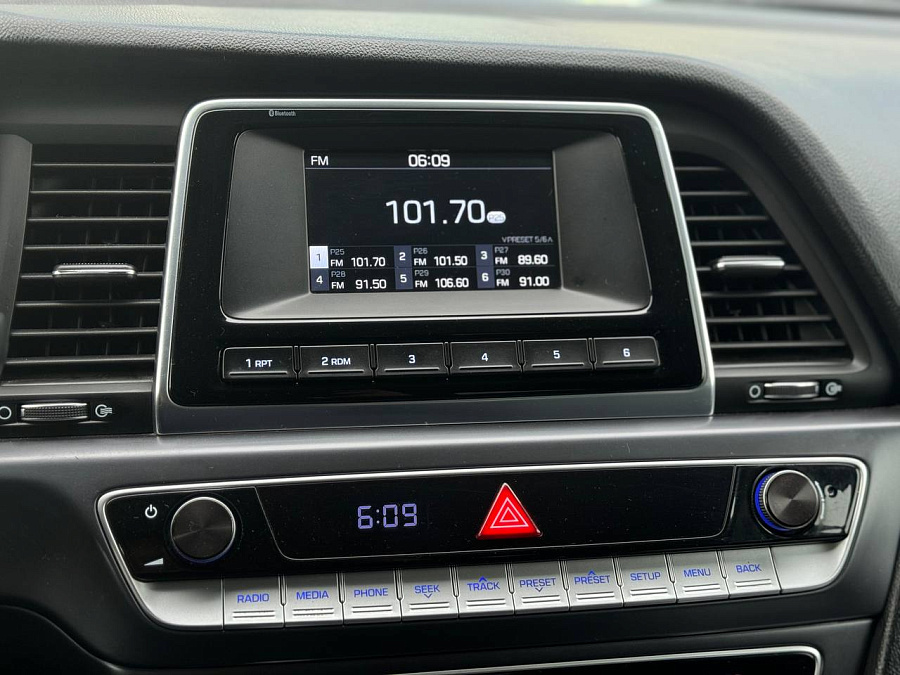 Bluetooth
FM 06:09
101.70 P25
PRESET 5/6
1 P25 FM 101.70 2 P26 FM 101.50 3 P27 FM 89.60
4 P28 FM 91.50 5 P29 FM 106.60 6 P30 FM 91.00
1 RPT 2 RDM 3 4 5 6
6:09
RADIO MEDIA PHONE SEEK TRACK PRESET PRESET SETUP MENU BACK